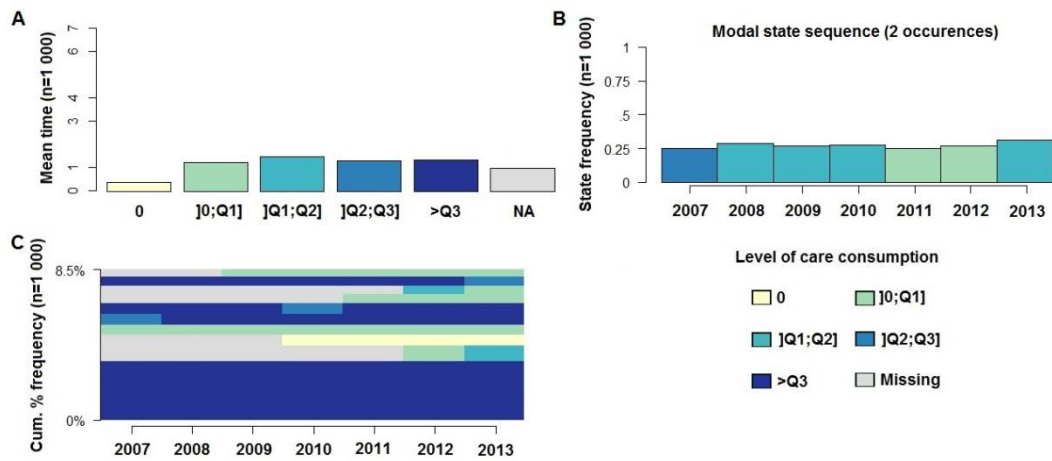 A
Mean time (n=1 000)
7
6
4
3
1
0
0
]0;Q1]
]Q1;Q2]
]Q2;Q3]
>Q3
NA
B
Modal state sequence (2 occurences)
State frequency (n=1 000)
1
0.75
.5
0.25
0
2007
2008
2009
2010
2011
2012
2013
C
Cum. % frequency (n=1 000)
8.5%
0%
2007
2008
2009
2010
2011
2012
2013
Level of care consumption
0
]0;Q1]
]Q1;Q2]
]Q2;Q3]
>Q3
Missing